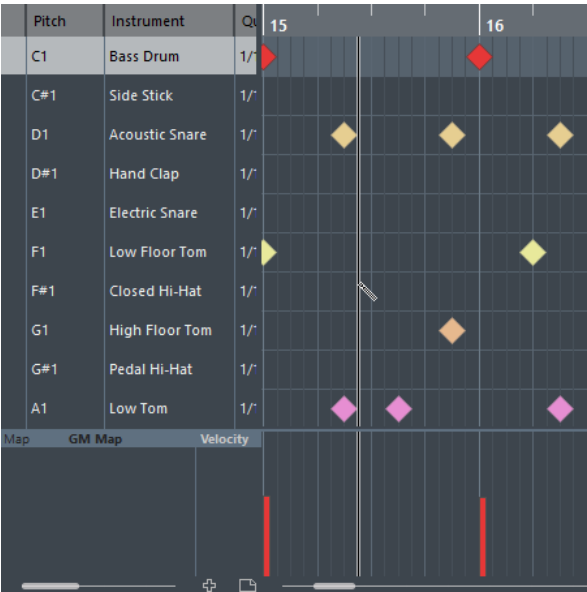 Pitch Instrument Qu 15 16
C1 Bass Drum 1/
C#1 Side Stick 1/
D1 Acoustic Snare 1/
D#1 Hand Clap 1/
E1 Electric Snare 1/
F1 Low Floor Tom 1/
F#1 Closed Hi-Hat 1/
G1 High Floor Tom 1/
G#1 Pedal Hi-Hat 1/
A1 Low Tom 1/
Map GM Map Velocity